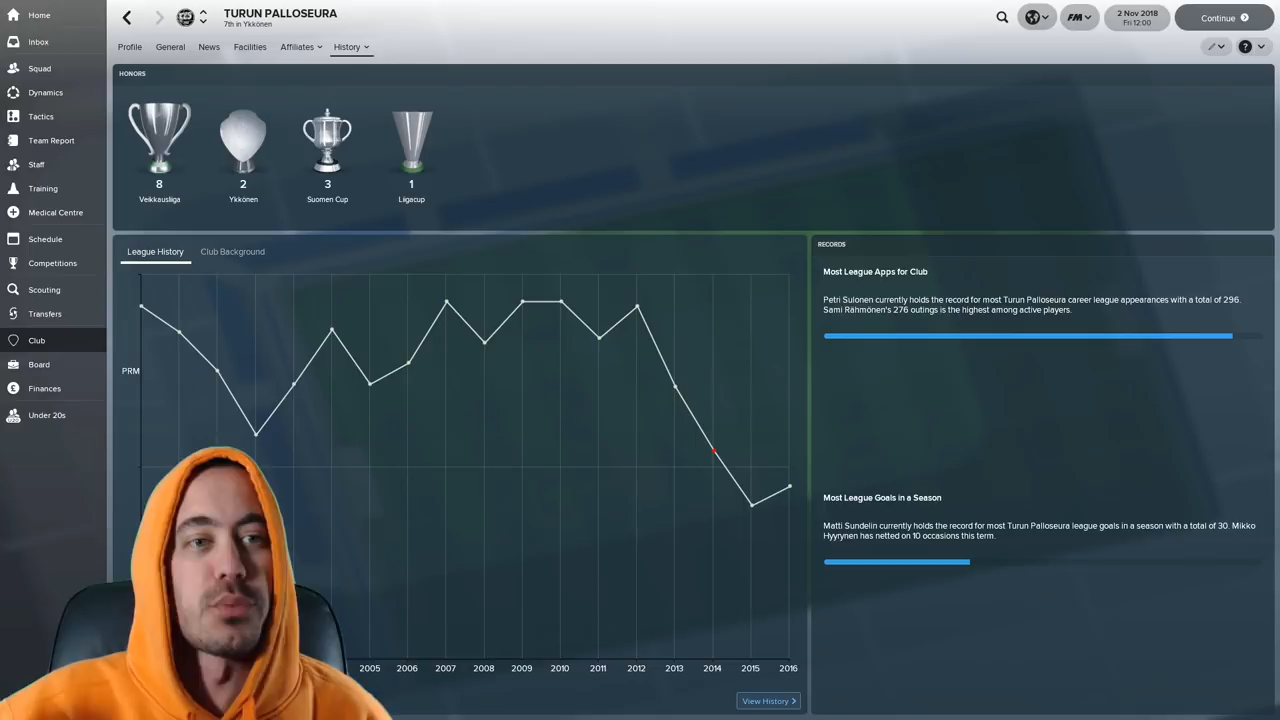 Home
Inbox
Squad
Dynamics
Tactics
Team Report
Staff
Training
Medical Centre
Schedule
Competitions
Scouting
Transfers
Club
Board
Finances
Under 20s
TURUN PALLOSEURA
7th in Ykkönen
FM
2 Nov 2018
Fri 12:00
Continue
Profile
General
News
Facilities
Affiliates
History
?
HONORS
8
Veikkausliiga
2
Ykkönen
3
Suomen Cup
1
Liigacup
League History
Club Background
PRM
2005
2006
2007
2008
2009
2010
2011
2012
2013
2014
2015
2016
View History
RECORDS
Most League Apps for Club
Petri Sulonen currently holds the record for most Turun Palloseura career league appearances with a total of 296.
Sami Rähmönen's 276 outings is the highest among active players.
Most League Goals in a Season
Matti Sundelin currently holds the record for most Turun Palloseura league goals in a season with a total of 30. Mikko
Hyyrynen has netted on 10 occasions this term.